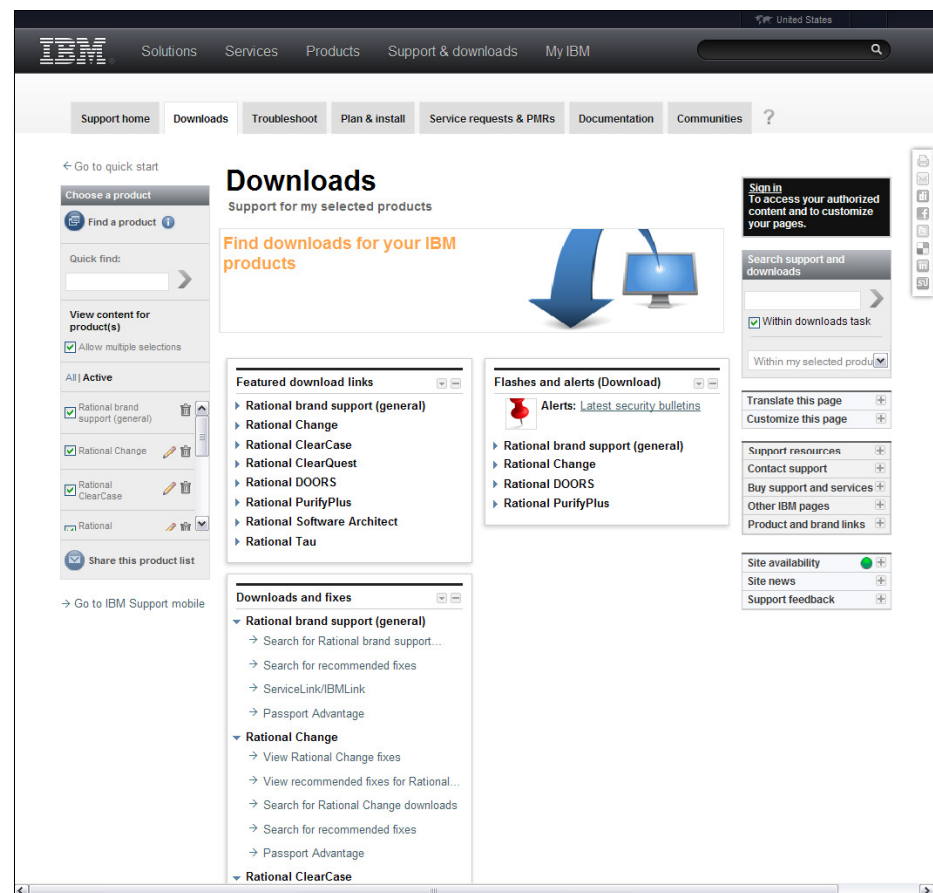 United States
IBM
Solutions Services Products Support & downloads My IBM
Support home Downloads Troubleshoot Plan & install Service requests & PMRs Documentation Communities ?
Go to quick start
Choose a product
Find a product
Quick find:
View content for
product(s)
Allow multiple selections
All | Active
Rational brand
support (general)
Rational Change
Rational
ClearCase
Rational
Share this product list
Go to IBM Support mobile
Downloads
Support for my selected products
Find downloads for your IBM
products
Featured download links
Rational brand support (general)
Rational Change
Rational ClearCase
Rational ClearQuest
Rational DOORS
Rational PurifyPlus
Rational Software Architect
Rational Tau
Downloads and fixes
Rational brand support (general)
Search for Rational brand support...
Search for recommended fixes
ServiceLink/IBMLink
Passport Advantage
Rational Change
View Rational Change fixes
View recommended fixes for Rational...
Search for Rational Change downloads
Search for recommended fixes
Passport Advantage
Rational ClearCase
Flashes and alerts (Download)
Alerts: Latest security bulletins
Rational brand support (general)
Rational Change
Rational DOORS
Rational PurifyPlus
Sign in
To access your authorized
content and to customize
your pages.
Search support and
downloads
Within downloads task
Within my selected produ
Translate this page
Customize this page
Support resources
Contact support
Buy support and services
Other IBM pages
Product and brand links
Site availability
Site news
Support feedback